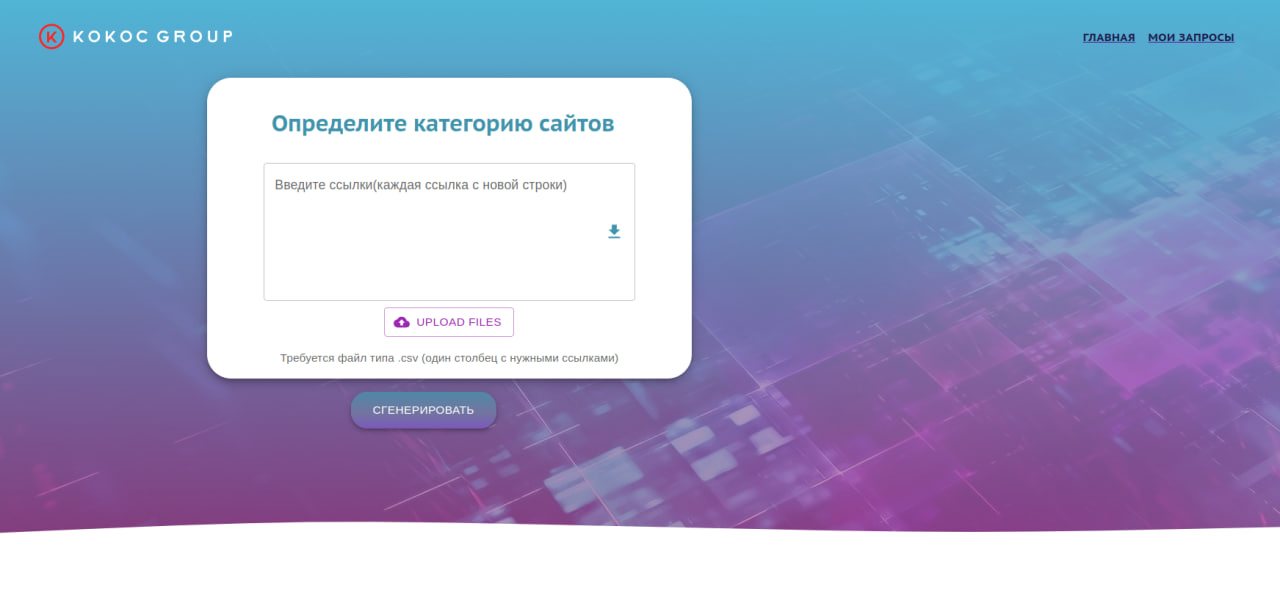 KOKOC GROUP
ГЛАВНАЯ МОИ ЗАПРОСЫ
Определите категорию сайтов
Введите ссылки(каждая ссылка с новой строки)
UPLOAD FILES
Требуется файл типа .csv (один столбец с нужными ссылками)
СГЕНЕРИРОВАТЬ